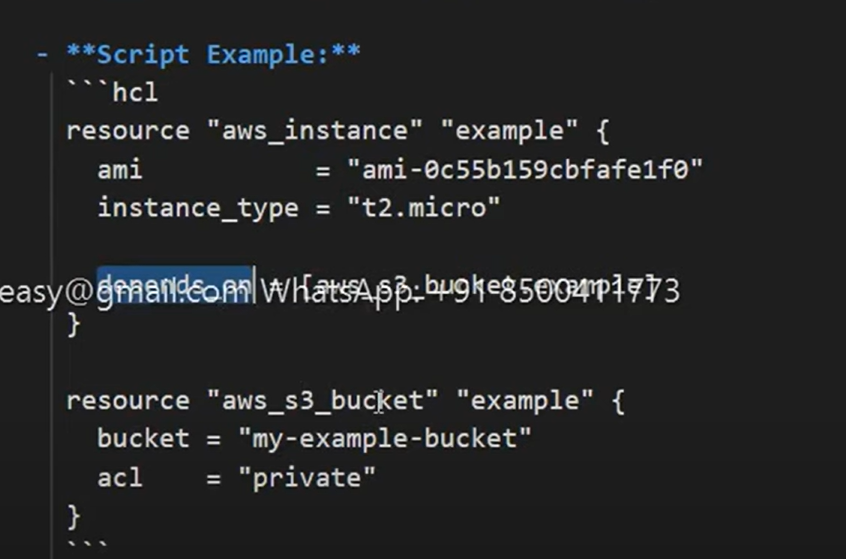 - **Script Example:**
```hcl
resource "aws_instance" "example" {
ami = "ami-0c55b159cbfafe1f0"
instance_type = "t2.micro"
depends_on = [aws_s3_bucket.example]
easy@gmail.com WhatsApp: +91-8500411773
}
resource "aws_s3_bucket" "example" {
bucket = "my-example-bucket"
acl = "private"
}
```